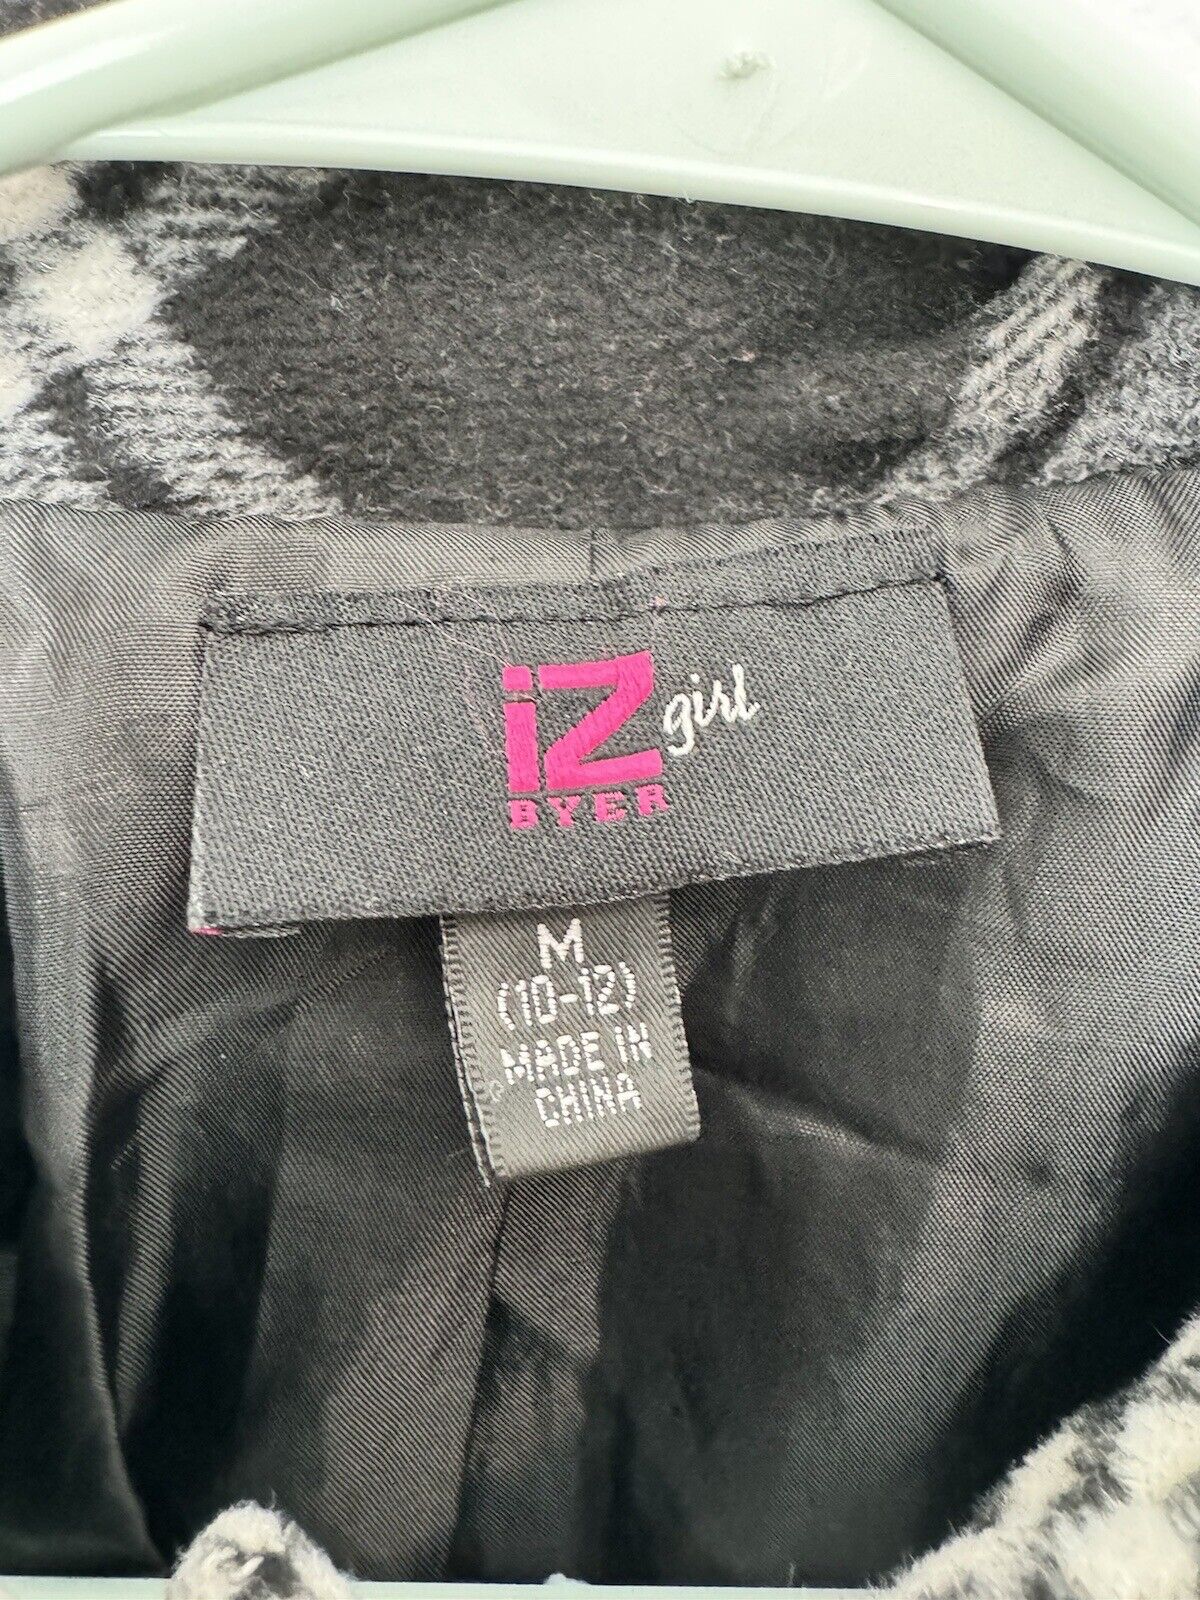 iZ girl
BYER
M
(10-12)
MADE IN
CHINA